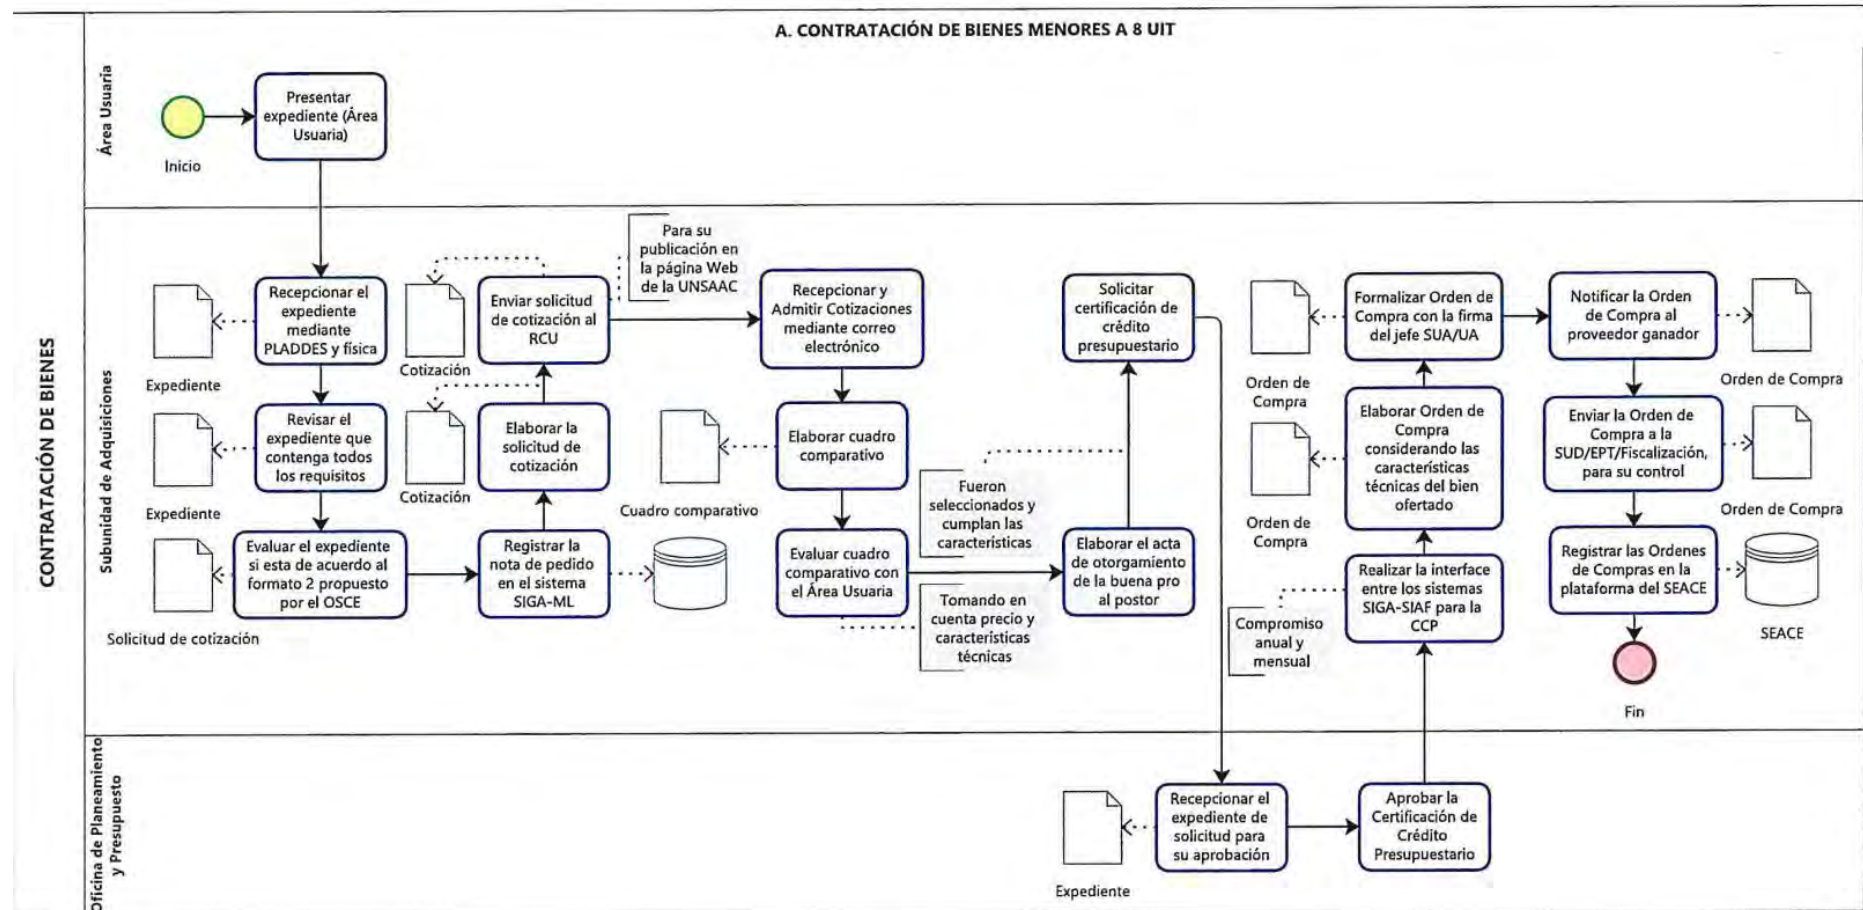 A. CONTRATACIÓN DE BIENES MENORES A 8 UIT
CONTRATACIÓN DE BIENES
Área Usuaria
Inicio
Presentar
expediente (Área
Usuaria)
Subunidad de Adquisiciones
Recepcionar el
expediente
mediante
PLADDES y física
Expediente
Revisar el
expediente que
contenga todos
los requisitos
Expediente
Evaluar el expediente
si esta de acuerdo al
formato 2 propuesto
por el OSCE
Solicitud de cotización
Registrar la
nota de pedido
en el sistema
SIGA-ML
Elaborar la
solicitud de
cotización
Cotización
Enviar solicitud
de cotización al
RCU
Cotización
Para su
publicación en
la página Web
de la UNSAAC
Recepcionar y
Admitir Cotizaciones
mediante correo
electrónico
Elaborar cuadro
comparativo
Cuadro comparativo
Evaluar cuadro
comparativo con
el Área Usuaria
Tomando en
cuenta precio y
características
técnicas
Elaborar el acta
de otorgamiento
de la buena pro
al postor
Fueron
seleccionados y
cumplan las
características
Solicitar
certificación de
crédito
presupuestario
Oficina de Planeamiento
y Presupuesto
Recepcionar el
expediente de
solicitud para
su aprobación
Expediente
Aprobar la
Certificación de
Crédito
Presupuestario
Realizar la interface
entre los sistemas
SIGA-SIAF para la
CCP
Compromiso
anual y
mensual
Elaborar Orden de
Compra
considerando las
características
técnicas del bien
ofertado
Orden de
Compra
Formalizar Orden de
Compra con la firma
del jefe SUA/UA
Orden de
Compra
Notificar la Orden
de Compra al
proveedor ganador
Orden de Compra
Enviar la Orden de
Compra a la
SUD/EPT/Fiscalización,
para su control
Orden de Compra
Registrar las Ordenes
de Compras en la
plataforma del SEACE
SEACE
Fin